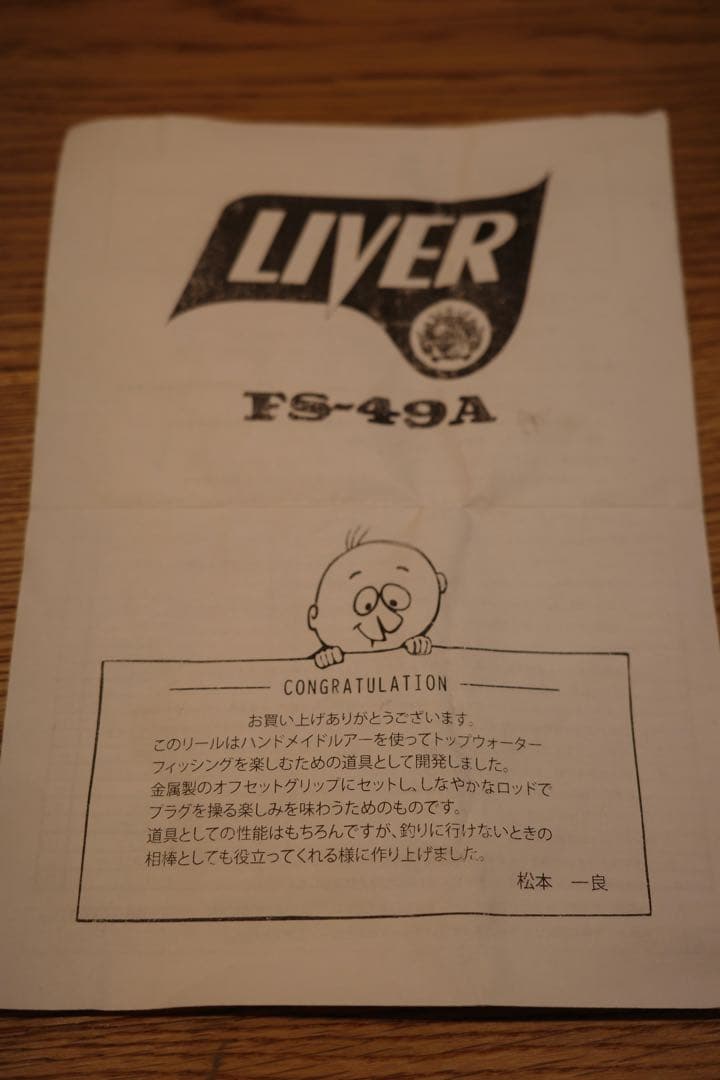 LIVER
FS-49A
CONGRATULATION
お買い上げありがとうございます。
このリールはハンドメイドルアーを使ってトップウォーター
フィッシングを楽しむための道具として開発しました。
金属製のオフセットグリップにセットし、しなやかなロッドで
プラグを操る楽しみを味わうためのものです。
道具としての性能はもちろんですが、釣りに行けないときの
相棒としても役立ってくれる様に作り上げました。
松本　一良